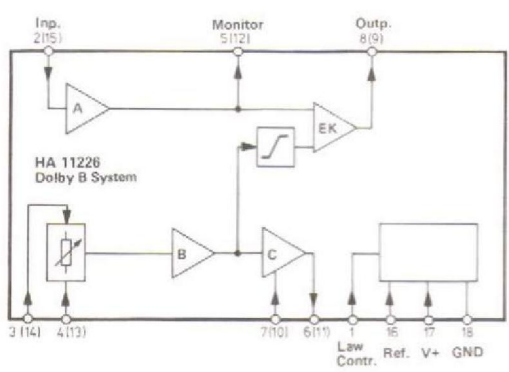 Inp. Monitor Outp.
2(15) 5(12) 8(9)
A
EK
HA 11226
Dolby B System
B C
3 (14) 4(13) 7(10) 6(11) 1 16 17 18
Law Ref. V+ GND
Contr.